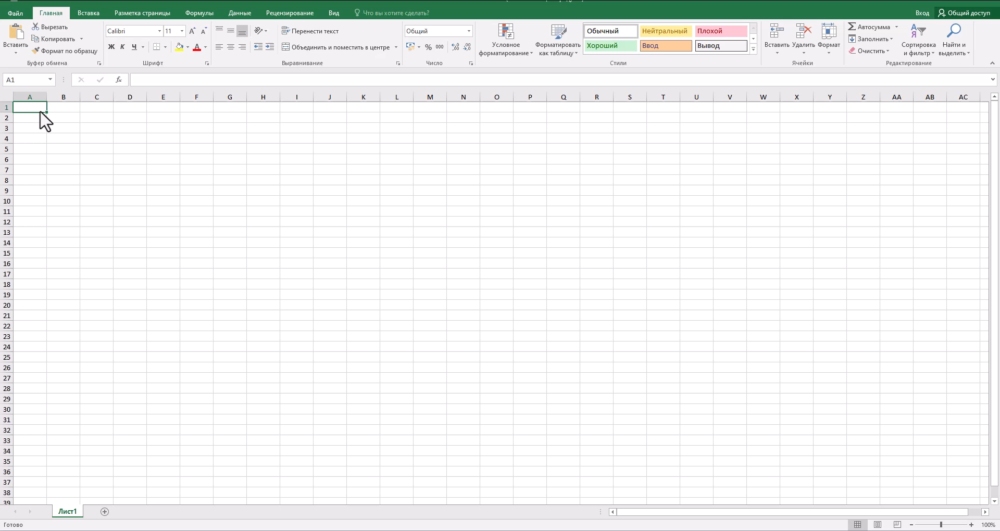 Файл Главная Вставка Разметка страницы Формулы Данные Рецензирование Вид Что вы хотите сделать? Вход Общий доступ
Вставить
Вырезать
Копировать
Формат по образцу
Буфер обмена
Calibri 11
Ж К Ч А
Шрифт
Перенести текст
Объединить и поместить в центре
Выравнивание
Общий
% 000
Число
Условное
форматирование
Форматировать
как таблицу
Обычный Нейтральный Плохой
Хороший Ввод Вывод
Стили
Вставить Удалить Формат
Ячейки
Автосумма
Заполнить
Очистить
Сортировка
и фильтр
Найти и
выделить
Редактирование
A1 fx
A B C D E F G H I J K L M N O P Q R S T U V W X Y Z AA AB AC
1
2
3
4
5
6
7
8
9
10
11
12
13
14
15
16
17
18
19
20
21
22
23
24
25
26
27
28
29
30
31
32
33
34
35
36
37
38
39
Лист1
Готово 100%